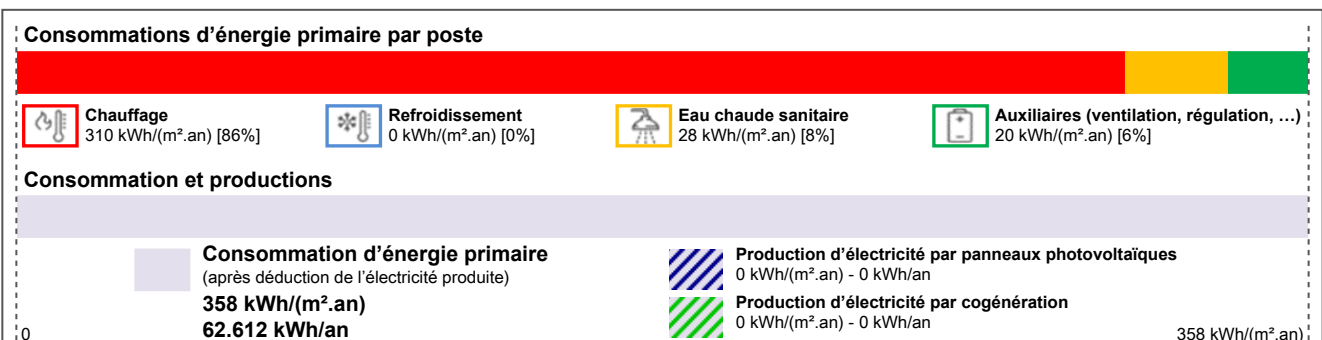 Consommations d’énergie primaire par poste
Chauffage
310 kWh/(m².an) [86%]
Refroidissement
0 kWh/(m².an) [0%]
Eau chaude sanitaire
28 kWh/(m².an) [8%]
Auxiliaires (ventilation, régulation, …)
20 kWh/(m².an) [6%]
Consommation et productions
Consommation d’énergie primaire
(après déduction de l’électricité produite)
358 kWh/(m².an)
62.612 kWh/an
Production d’électricité par panneaux photovoltaïques
0 kWh/(m².an) - 0 kWh/an
Production d’électricité par cogénération
0 kWh/(m².an) - 0 kWh/an
0
358 kWh/(m².an)